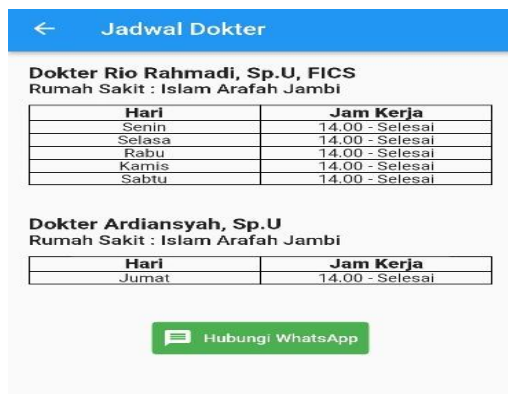 Jadwal Dokter
Dokter Rio Rahmadi, Sp.U, FICS
Rumah Sakit : Islam Arafah Jambi
Hari Jam Kerja
Senin 14.00 - Selesai
Selasa 14.00 - Selesai
Rabu 14.00 - Selesai
Kamis 14.00 - Selesai
Sabtu 14.00 - Selesai
Dokter Ardiansyah, Sp.U
Rumah Sakit : Islam Arafah Jambi
Hari Jam Kerja
Jumat 14.00 - Selesai
Hubungi WhatsApp